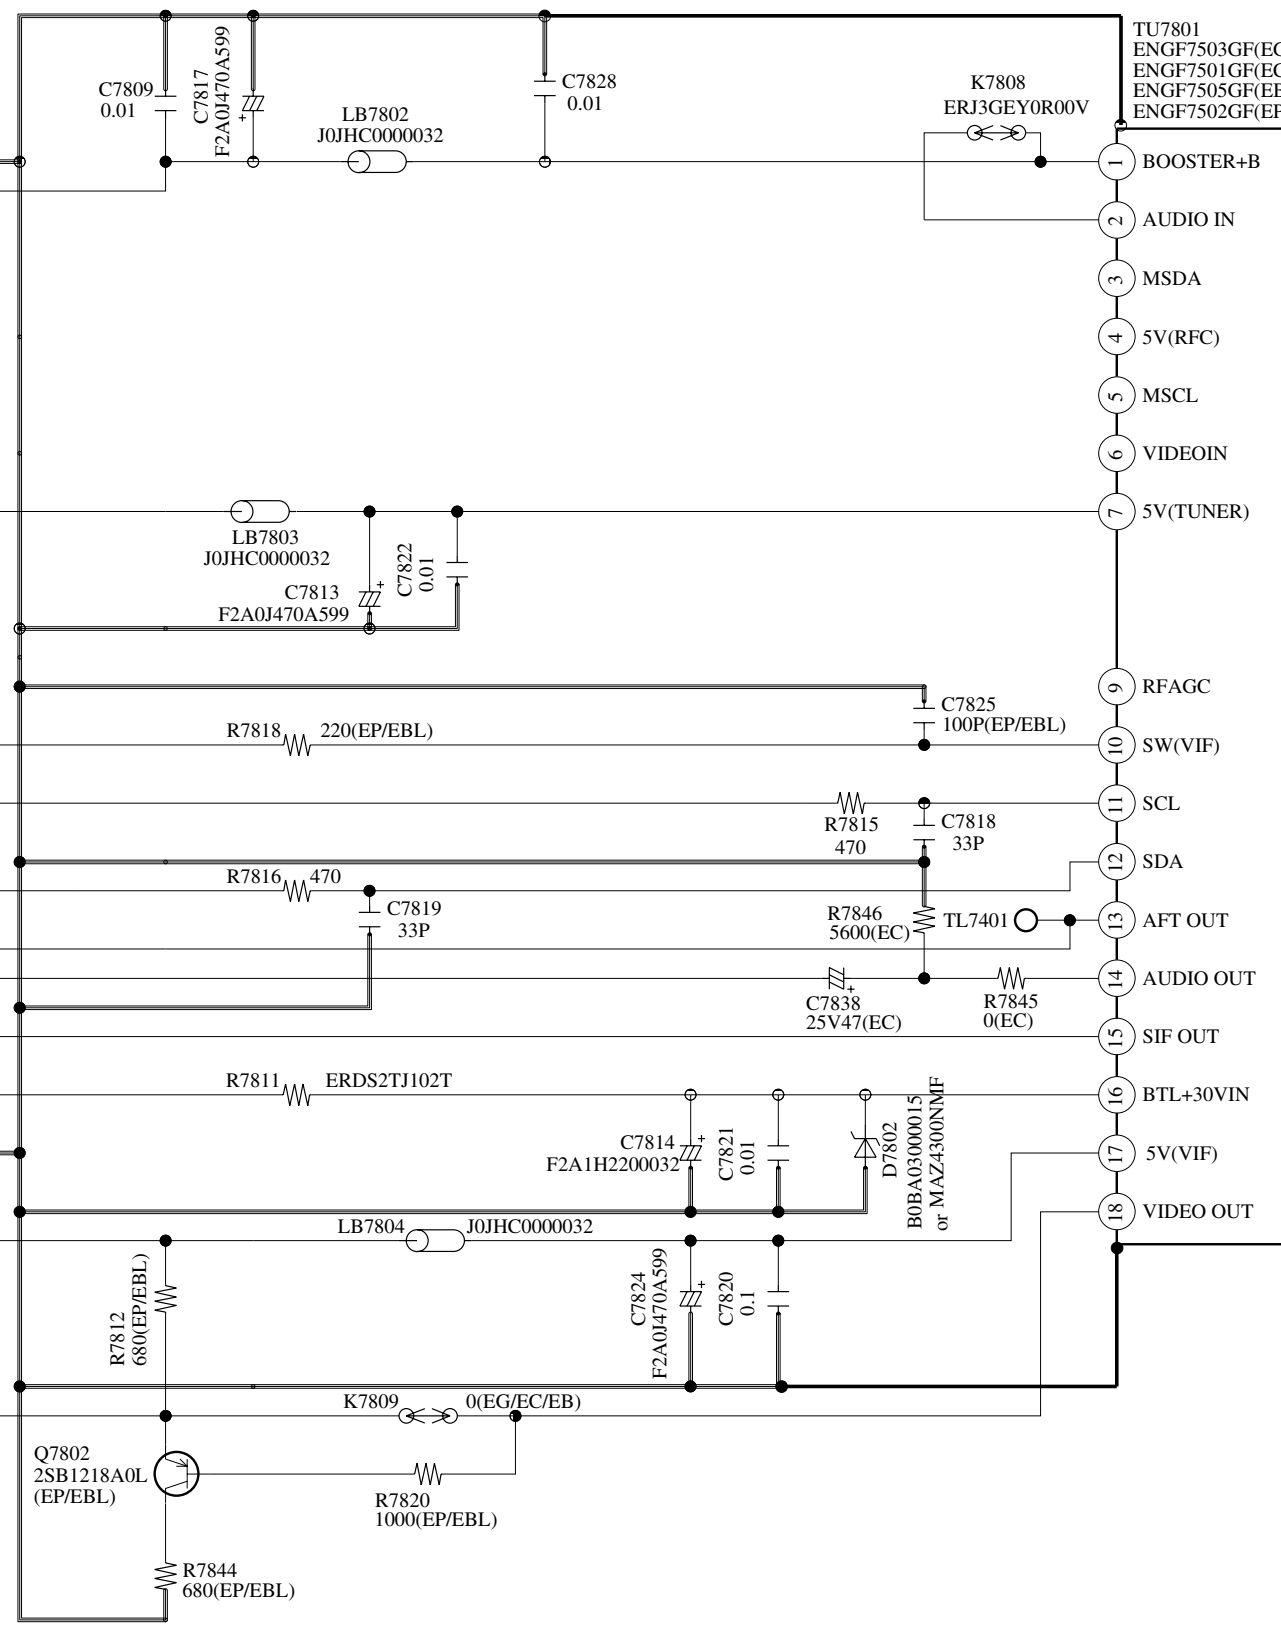 TU7801
ENGF7503GF(EG
ENGF7501GF(EC
ENGF7505GF(EB
ENGF7502GF(EP
C7809
0.01
C7817
F2A0J470A599
+
LB7802
J0JHC0000032
C7828
0.01
K7808
ERJ3GEY0R00V
1 BOOSTER+B
2 AUDIO IN
3 MSDA
4 5V(RFC)
5 MSCL
6 VIDEOIN
7 5V(TUNER)
LB7803
J0JHC0000032
C7813
F2A0J470A599
+
C7822
0.01
9 RFAGC
C7825
100P(EP/EBL)
R7818 220(EP/EBL)
10 SW(VIF)
11 SCL
R7815
470
C7818
33P
12 SDA
R7816 470
C7819
33P
R7846
5600(EC)
TL7401
13 AFT OUT
14 AUDIO OUT
C7838
25V47(EC)
+
R7845
0(EC)
15 SIF OUT
R7811 ERDS2TJ102T
16 BTL+30VIN
C7814
F2A1H2200032
+
C7821
0.01
D7802
B0BA03000015
or MAZ4300NMF
17 5V(VIF)
18 VIDEO OUT
LB7804 J0JHC0000032
R7812
680(EP/EBL)
C7824
F2A0J470A599
+
C7820
0.1
K7809 0(EG/EC/EB)
Q7802
2SB1218A0L
(EP/EBL)
R7820
1000(EP/EBL)
R7844
680(EP/EBL)